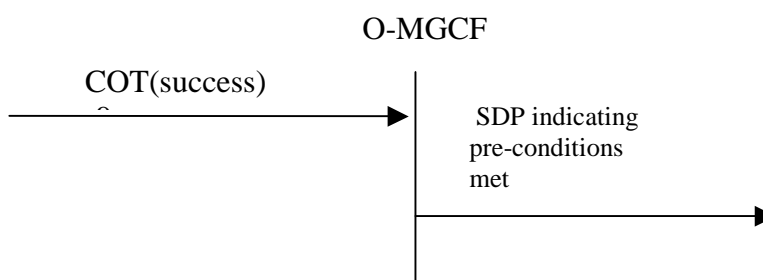 O-MGCF
COT(success)
SDP indicating
pre-conditions
met